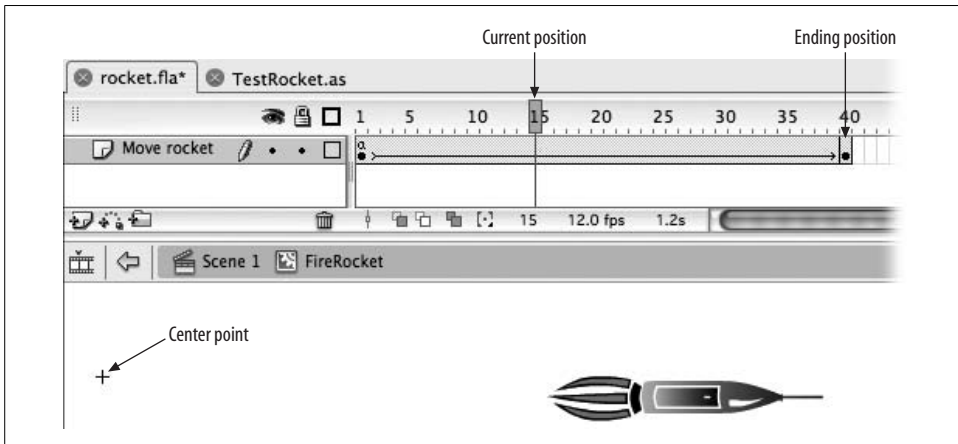 Current position
Ending position
rocket.fla*
TestRocket.as
1 5 10 15 20 25 30 35 40
Move rocket
a
15 12.0 fps 1.2s
Scene 1 FireRocket
Center point